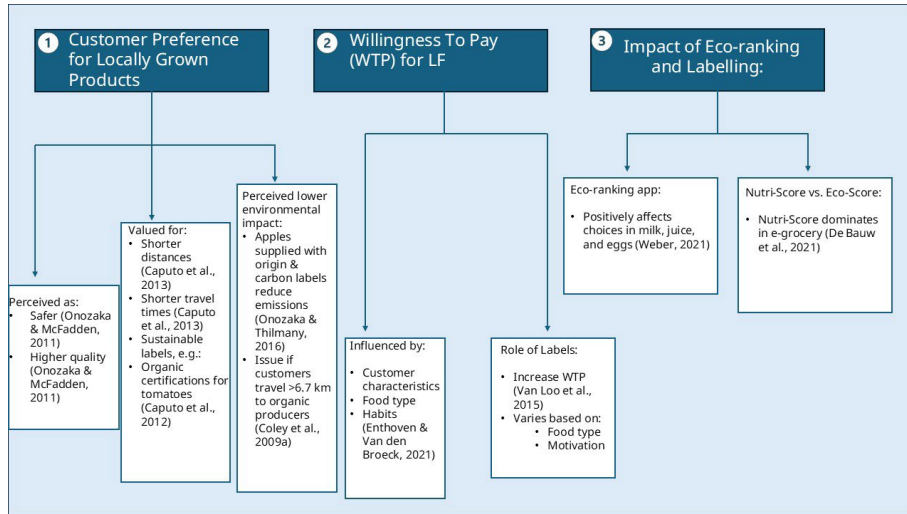 1
Customer Preference
for Locally Grown
Products
Perceived as:
• Safer (Onozaka
& McFadden,
2011)
• Higher quality
(Onozaka &
McFadden,
2011)
Valued for:
• Shorter
distances
(Caputo et al.,
2013)
• Shorter travel
times (Caputo
et al., 2013)
• Sustainable
labels, e.g.:
• Organic
certifications for
tomatoes
(Caputo et al.,
2012)
Perceived lower
environmental
impact:
• Apples
supplied with
origin &
carbon labels
reduce
emissions
(Onozaka &
Thilmany,
2016)
• Issue if
customers
travel >6.7 km
to organic
producers
(Coley et al.,
2009a)
2
Willingness To Pay
(WTP) for LF
Influenced by:
• Customer
characteristics
• Food type
• Habits
(Enthoven &
Van den
Broeck, 2021)
Role of Labels:
• Increase WTP
(Van Loo et al.,
2015)
• Varies based on:
• Food type
• Motivation
3
Impact of Eco-ranking
and Labelling:
Eco-ranking app:
• Positively affects
choices in milk, juice,
and eggs (Weber, 2021)
Nutri-Score vs. Eco-Score:
• Nutri-Score dominates
in e-grocery (De Bauw
et al., 2021)